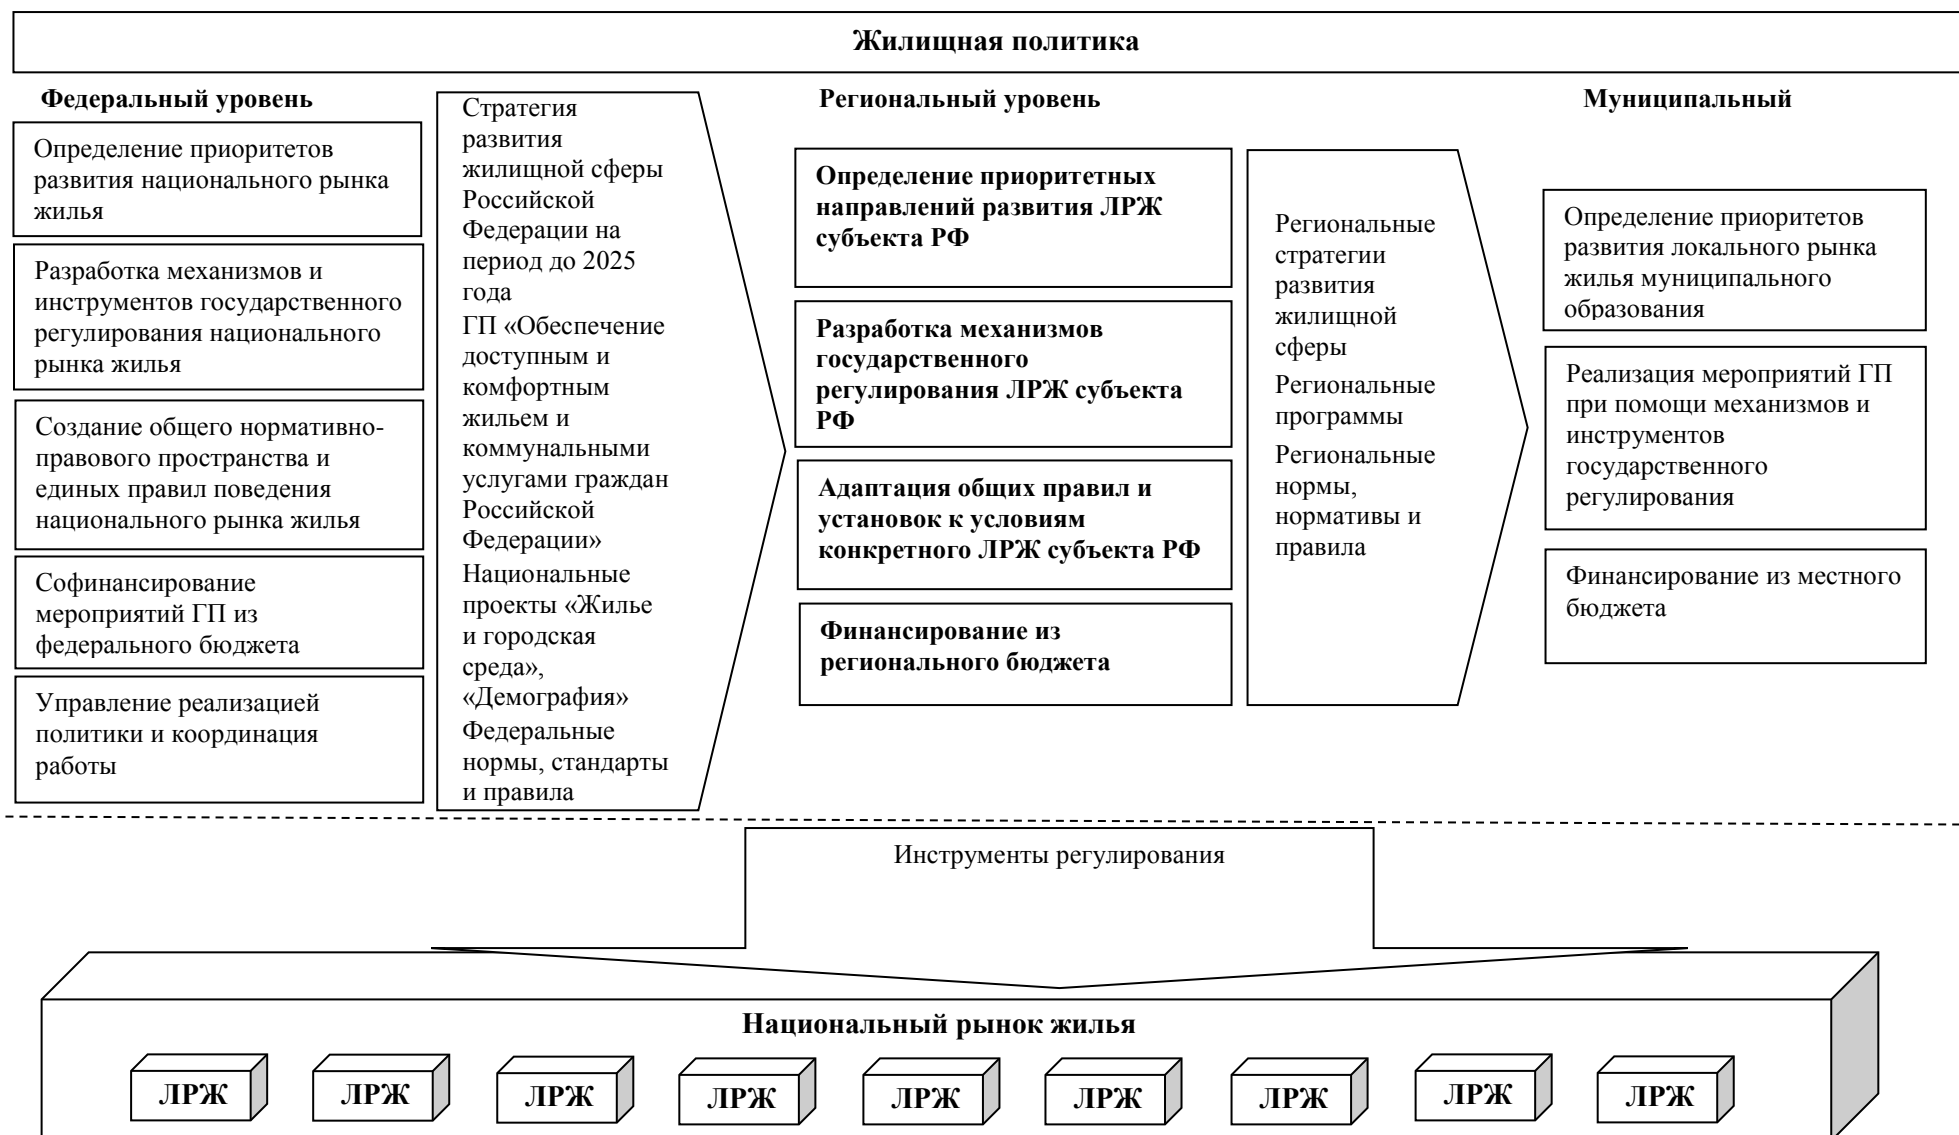 Жилищная политика
Федеральный уровень
Определение приоритетов
развития национального рынка
жилья
Разработка механизмов и
инструментов государственного
регулирования национального
рынка жилья
Создание общего нормативно-
правового пространства и
единых правил поведения
национального рынка жилья
Софинансирование
мероприятий ГП из
федерального бюджета
Управление реализацией
политики и координация
работы
Стратегия
развития
жилищной сферы
Российской
Федерации на
период до 2025
года
ГП «Обеспечение
доступным и
комфортным
жильем и
коммунальными
услугами граждан
Российской
Федерации»
Национальные
проекты «Жилье
и городская
среда»,
«Демография»
Федеральные
нормы, стандарты
и правила
Региональный уровень
Определение приоритетных
направлений развития ЛРЖ
субъекта РФ
Разработка механизмов
государственного
регулирования ЛРЖ субъекта
РФ
Адаптация общих правил и
установок к условиям
конкретного ЛРЖ субъекта РФ
Финансирование из
регионального бюджета
Региональные
стратегии
развития
жилищной
сферы
Региональные
программы
Региональные
нормы,
нормативы и
правила
Муниципальный
Определение приоритетов
развития локального рынка
жилья муниципального
образования
Реализация мероприятий ГП
при помощи механизмов и
инструментов
государственного
регулирования
Финансирование из местного
бюджета
Инструменты регулирования
Национальный рынок жилья
ЛРЖ
ЛРЖ
ЛРЖ
ЛРЖ
ЛРЖ
ЛРЖ
ЛРЖ
ЛРЖ
ЛРЖ